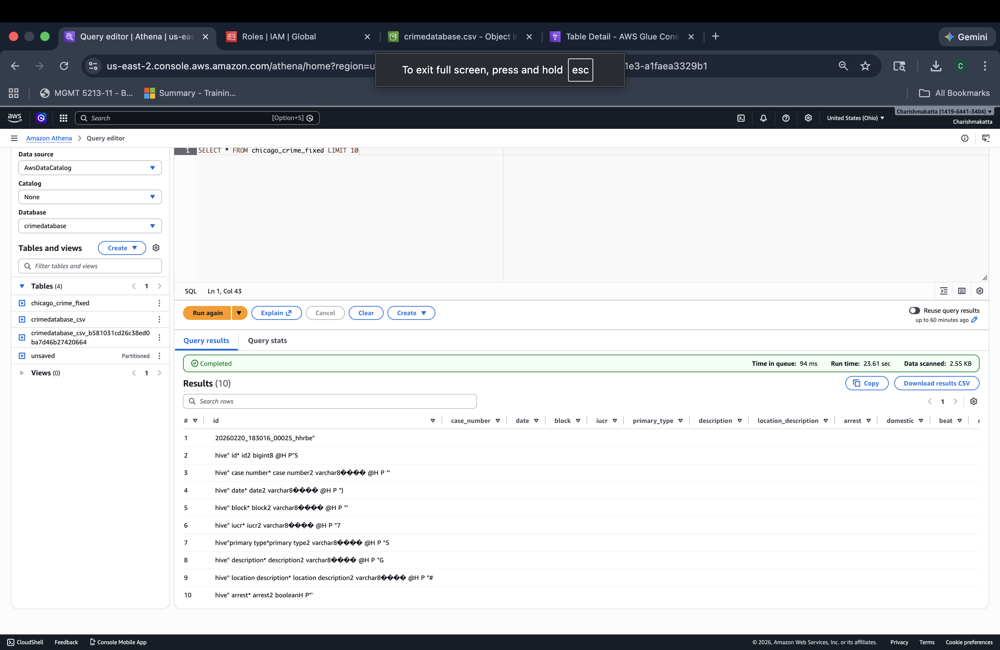 Query editor | Athena | us-eas
Roles | IAM | Global
crimedatabase.csv - Object in
Table Detail - AWS Glue Cons
Gemini
us-east-2.console.aws.amazon.com/athena/home?region=u
1e3-a1faea3329b1
C
To exit full screen, press and hold esc
MGMT 5213-11 - B...
Summary - Trainin...
All Bookmarks
aws
Search
[Option+S]
United States (Ohio)
Charishmakatta (1419-6441-3404)
Charishmakatta
Amazon Athena
Query editor
Data source
AwsDataCatalog
Catalog
None
Database
crimedatabase
Tables and views
Create
Filter tables and views
Tables (4)
1
chicago_crime_fixed
crimedatabase_csv
crimedatabase_csv_b581031cd26c38ed0
ba7d46b27420664
unsaved
Partitioned
Views (0)
1
1 SELECT * FROM chicago_crime_fixed LIMIT 10
SQL Ln 1, Col 43
Run again
Explain
Cancel
Clear
Create
Reuse query results
up to 60 minutes ago
Query results
Query stats
Completed
Time in queue: 94 ms Run time: 23.61 sec Data scanned: 2.55 KB
Results (10)
Copy
Download results CSV
Search rows
1
# id case_number date block iucr primary_type description location_description arrest domestic beat
1 20260220_183016_00025_hhrbe"
2 hive" id* id2 bigint8 @H P"5
3 hive" case number* case number2 varchar8���� @H P "'
4 hive" date* date2 varchar8���� @H P ")
5 hive" block* block2 varchar8���� @H P "'
6 hive" iucr* iucr2 varchar8���� @H P "7
7 hive"primary type*primary type2 varchar8���� @H P "5
8 hive" description* description2 varchar8���� @H P "G
9 hive" location description* location description2 varchar8���� @H P "#
10 hive" arrest* arrest2 booleanH P"'
CloudShell
Feedback
Console Mobile App
© 2026, Amazon Web Services, Inc. or its affiliates.
Privacy
Terms
Cookie preferences